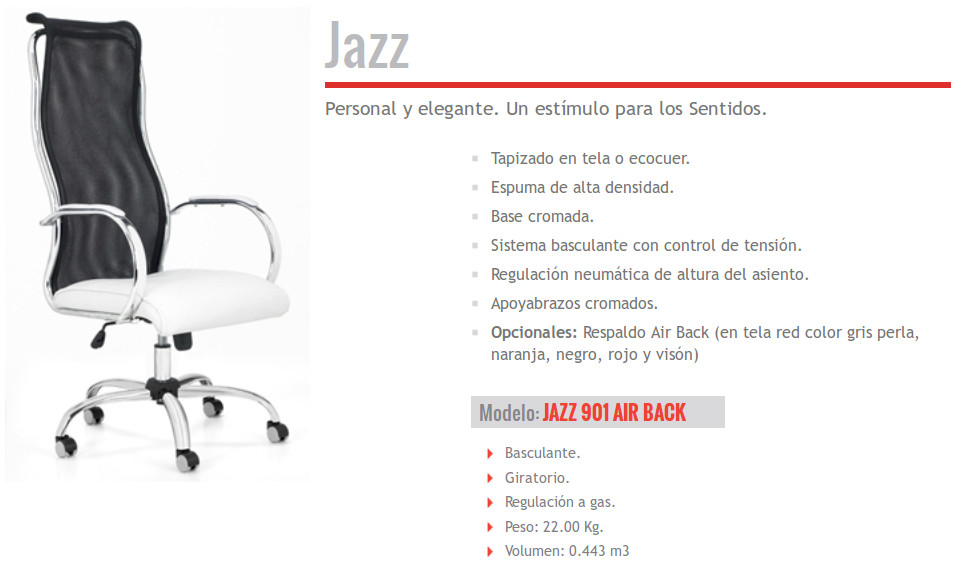 Jazz
Personal y elegante. Un estímulo para los Sentidos.
Tapizado en tela o ecocuer.
Espuma de alta densidad.
Base cromada.
Sistema basculante con control de tensión.
Regulación neumática de altura del asiento.
Apoyabrazos cromados.
Opcionales: Respaldo Air Back (en tela red color gris perla,
naranja, negro, rojo y visón)
Modelo: JAZZ 901 AIR BACK
Basculante.
Giratorio.
Regulación a gas.
Peso: 22.00 Kg.
Volumen: 0.443 m3